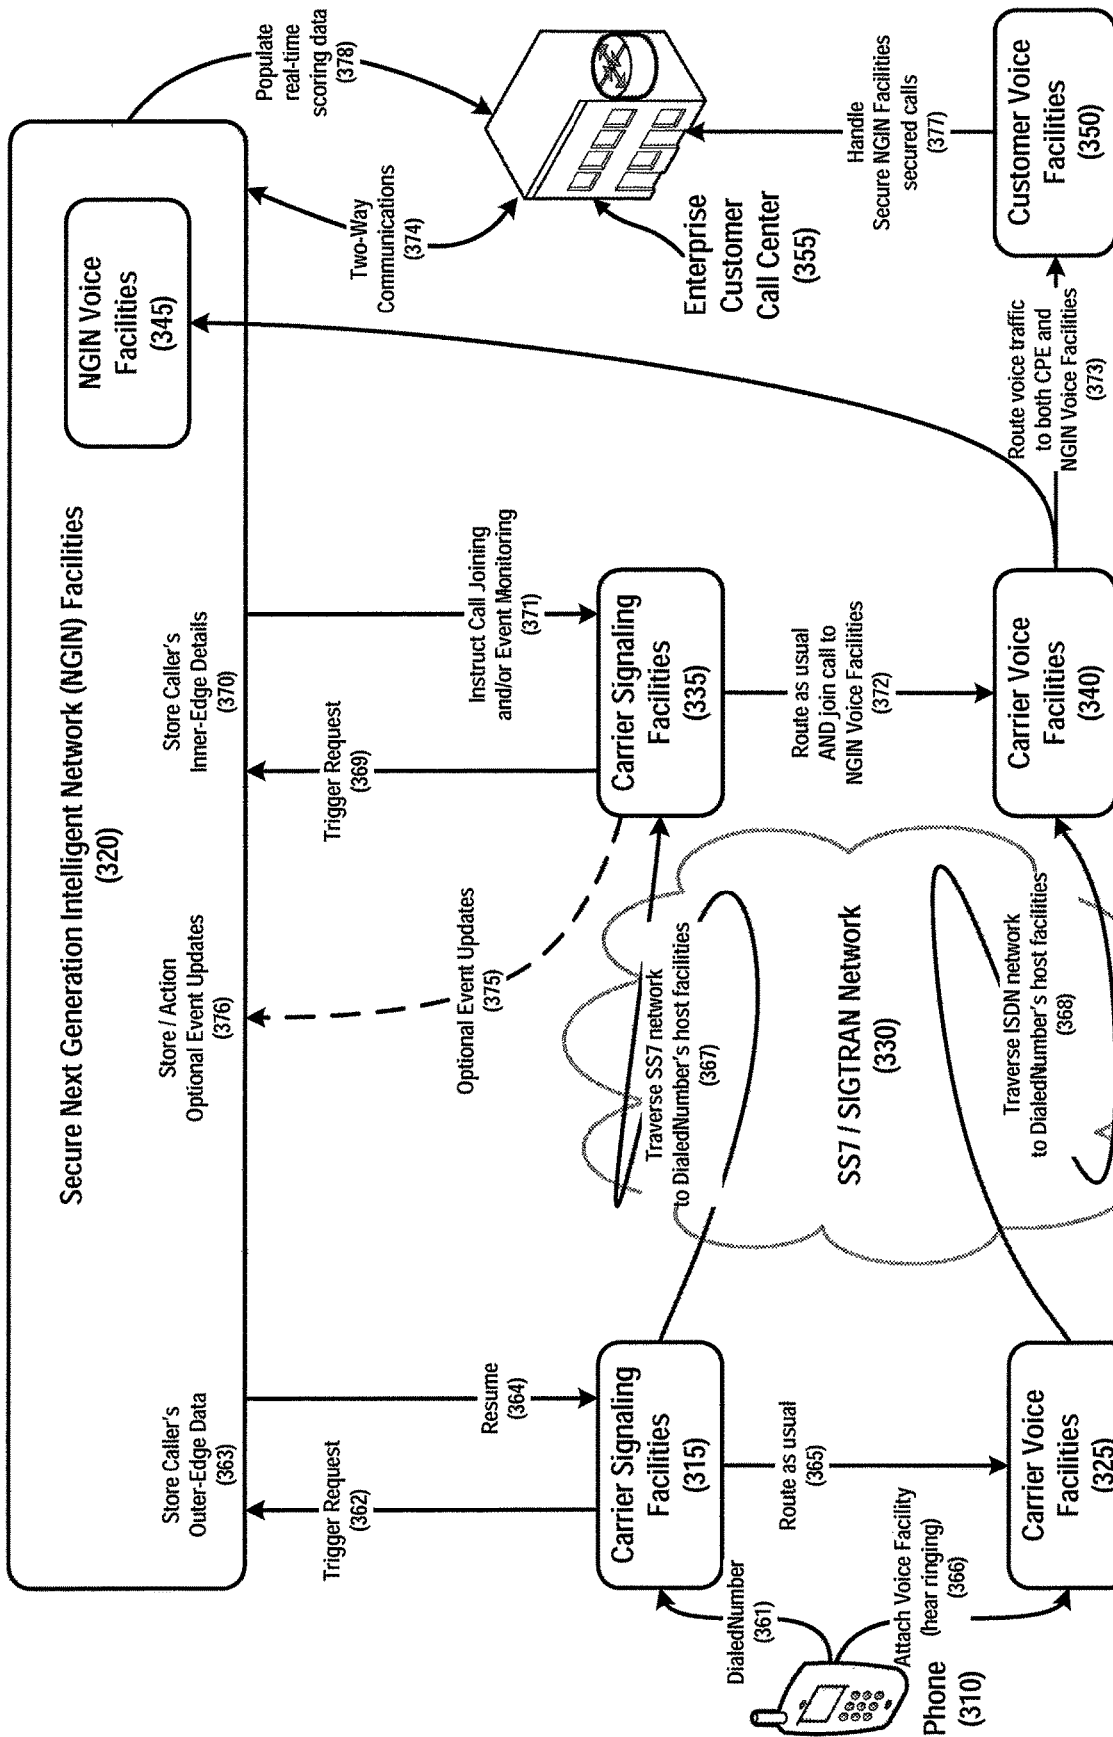 Secure Next Generation Intelligent Network (NGIN) Facilities
(320)
NGIN Voice
Facilities
(345)
Store Caller's
Outer-Edge Data
(363)
Store / Action
Optional Event Updates
(376)
Store Caller's
Inner-Edge Details
(370)
Trigger Request
(362)
Resume
(364)
Optional Event Updates
(375)
Trigger Request
(369)
Instruct Call Joining
and/or Event Monitoring
(371)
Two-Way
Communications
(374)
Populate
real-time
scoring data
(378)
DialedNumber
(361)
Carrier Signaling
Facilities
(315)
Traverse SS7 network
to DialedNumber's host facilities
(367)
Carrier Signaling
Facilities
(335)
Enterprise
Customer
Call Center
(355)
Phone
(310)
Attach Voice Facility
(hear ringing)
(366)
Route as usual
(365)
SS7 / SIGTRAN Network
(330)
Route as usual
AND join call to
NGIN Voice Facilities
(372)
Handle
Secure NGIN Facilities
secured calls
(377)
Carrier Voice
Facilities
(325)
Traverse ISDN network
to DialedNumber's host facilities
(368)
Carrier Voice
Facilities
(340)
Route voice traffic
to both CPE and
NGIN Voice Facilities
(373)
Customer Voice
Facilities
(350)